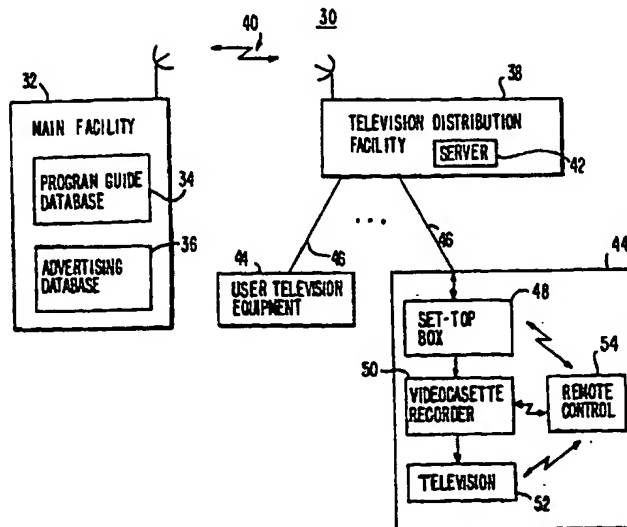 30
40
32
38
MAIN FACILITY
TELEVISION DISTRIBUTION
FACILITY
SERVER
42
PROGRAM GUIDE
DATABASE
34
36
ADVERTISING
DATABASE
46
46
44
44
USER TELEVISION
EQUIPMENT
48
SET-TOP
BOX
54
50
VIDEOCASETTE
RECORDER
REMOTE
CONTROL
TELEVISION
52